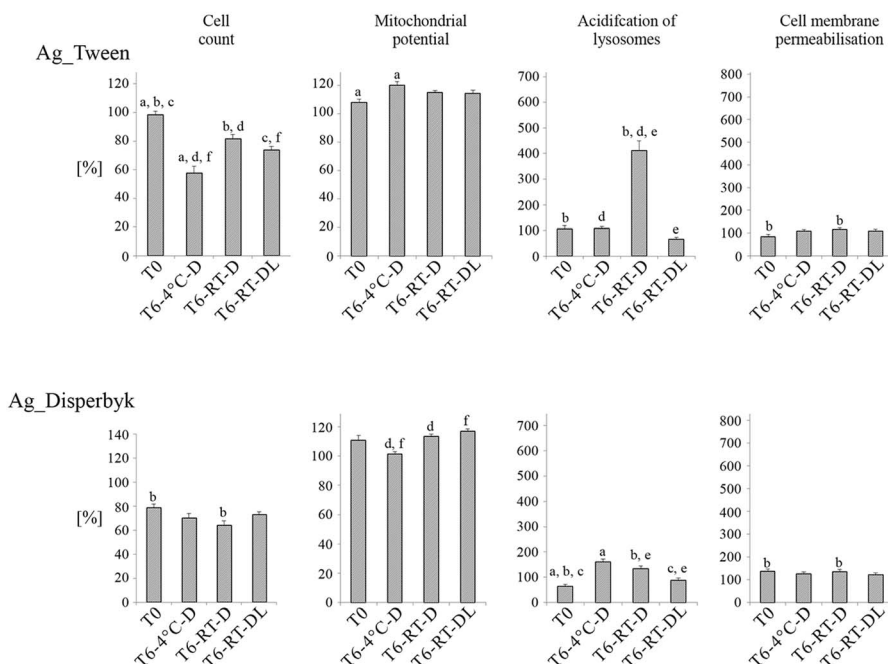 Cell
count
Mitochondrial
potential
Acidifcation of
lysosomes
Cell membrane
permeabilisation
Ag_Tween
[%]
120
100
80
60
40
20
0
a, b, c
a, d, f
b, d
c, f
T0
T6-4°C-D
T6-RT-D
T6-RT-DL
120
100
80
60
40
20
0
a
a
T0
T6-4°C-D
T6-RT-D
T6-RT-DL
700
600
500
400
300
200
100
0
b
d
b, d, e
e
T0
T6-4°C-D
T6-RT-D
T6-RT-DL
800
700
600
500
400
300
200
100
0
b
b
T0
T6-4°C-D
T6-RT-D
T6-RT-DL
Ag_Disperbyk
[%]
140
120
100
80
60
40
20
0
b
b
T0
T6-4°C-D
T6-RT-D
T6-RT-DL
120
100
80
60
40
20
0
d, f
d
f
T0
T6-4°C-D
T6-RT-D
T6-RT-DL
700
600
500
400
300
200
100
0
a, b, c
a
b, e
c, e
T0
T6-4°C-D
T6-RT-D
T6-RT-DL
800
700
600
500
400
300
200
100
0
b
b
T0
T6-4°C-D
T6-RT-D
T6-RT-DL